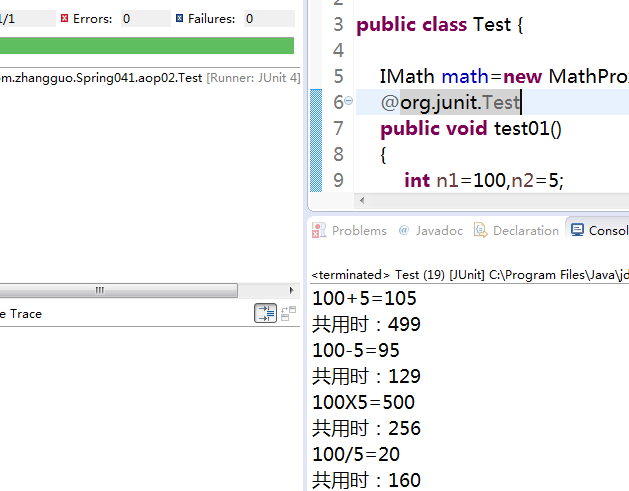 1/1 Errors: 0 Failures: 0
m.zhangguo.Spring041.aop02.Test [Runner: JUnit 4]
e Trace
3 public class Test {
4
5 IMath math=new MathPro
6 @org.junit.Test
7 public void test01()
8 {
9 int n1=100,n2=5;
Problems @ Javadoc Declaration Consol
<terminated> Test (19) [JUnit] C:\Program Files\Java\jd
100+5=105
共用时：499
100-5=95
共用时：129
100X5=500
共用时：256
100/5=20
共用时：160